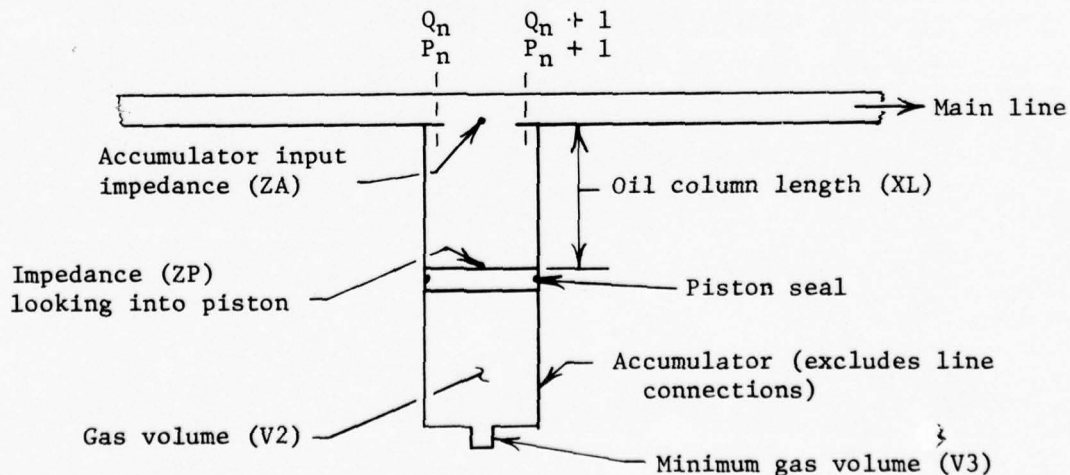 Qn Qn + 1
Pn Pn + 1
Main line
Accumulator input
impedance (ZA)
Oil column length (XL)
Impedance (ZP)
looking into piston
Piston seal
Accumulator (excludes line
connections)
Gas volume (V2)
Minimum gas volume (V3)